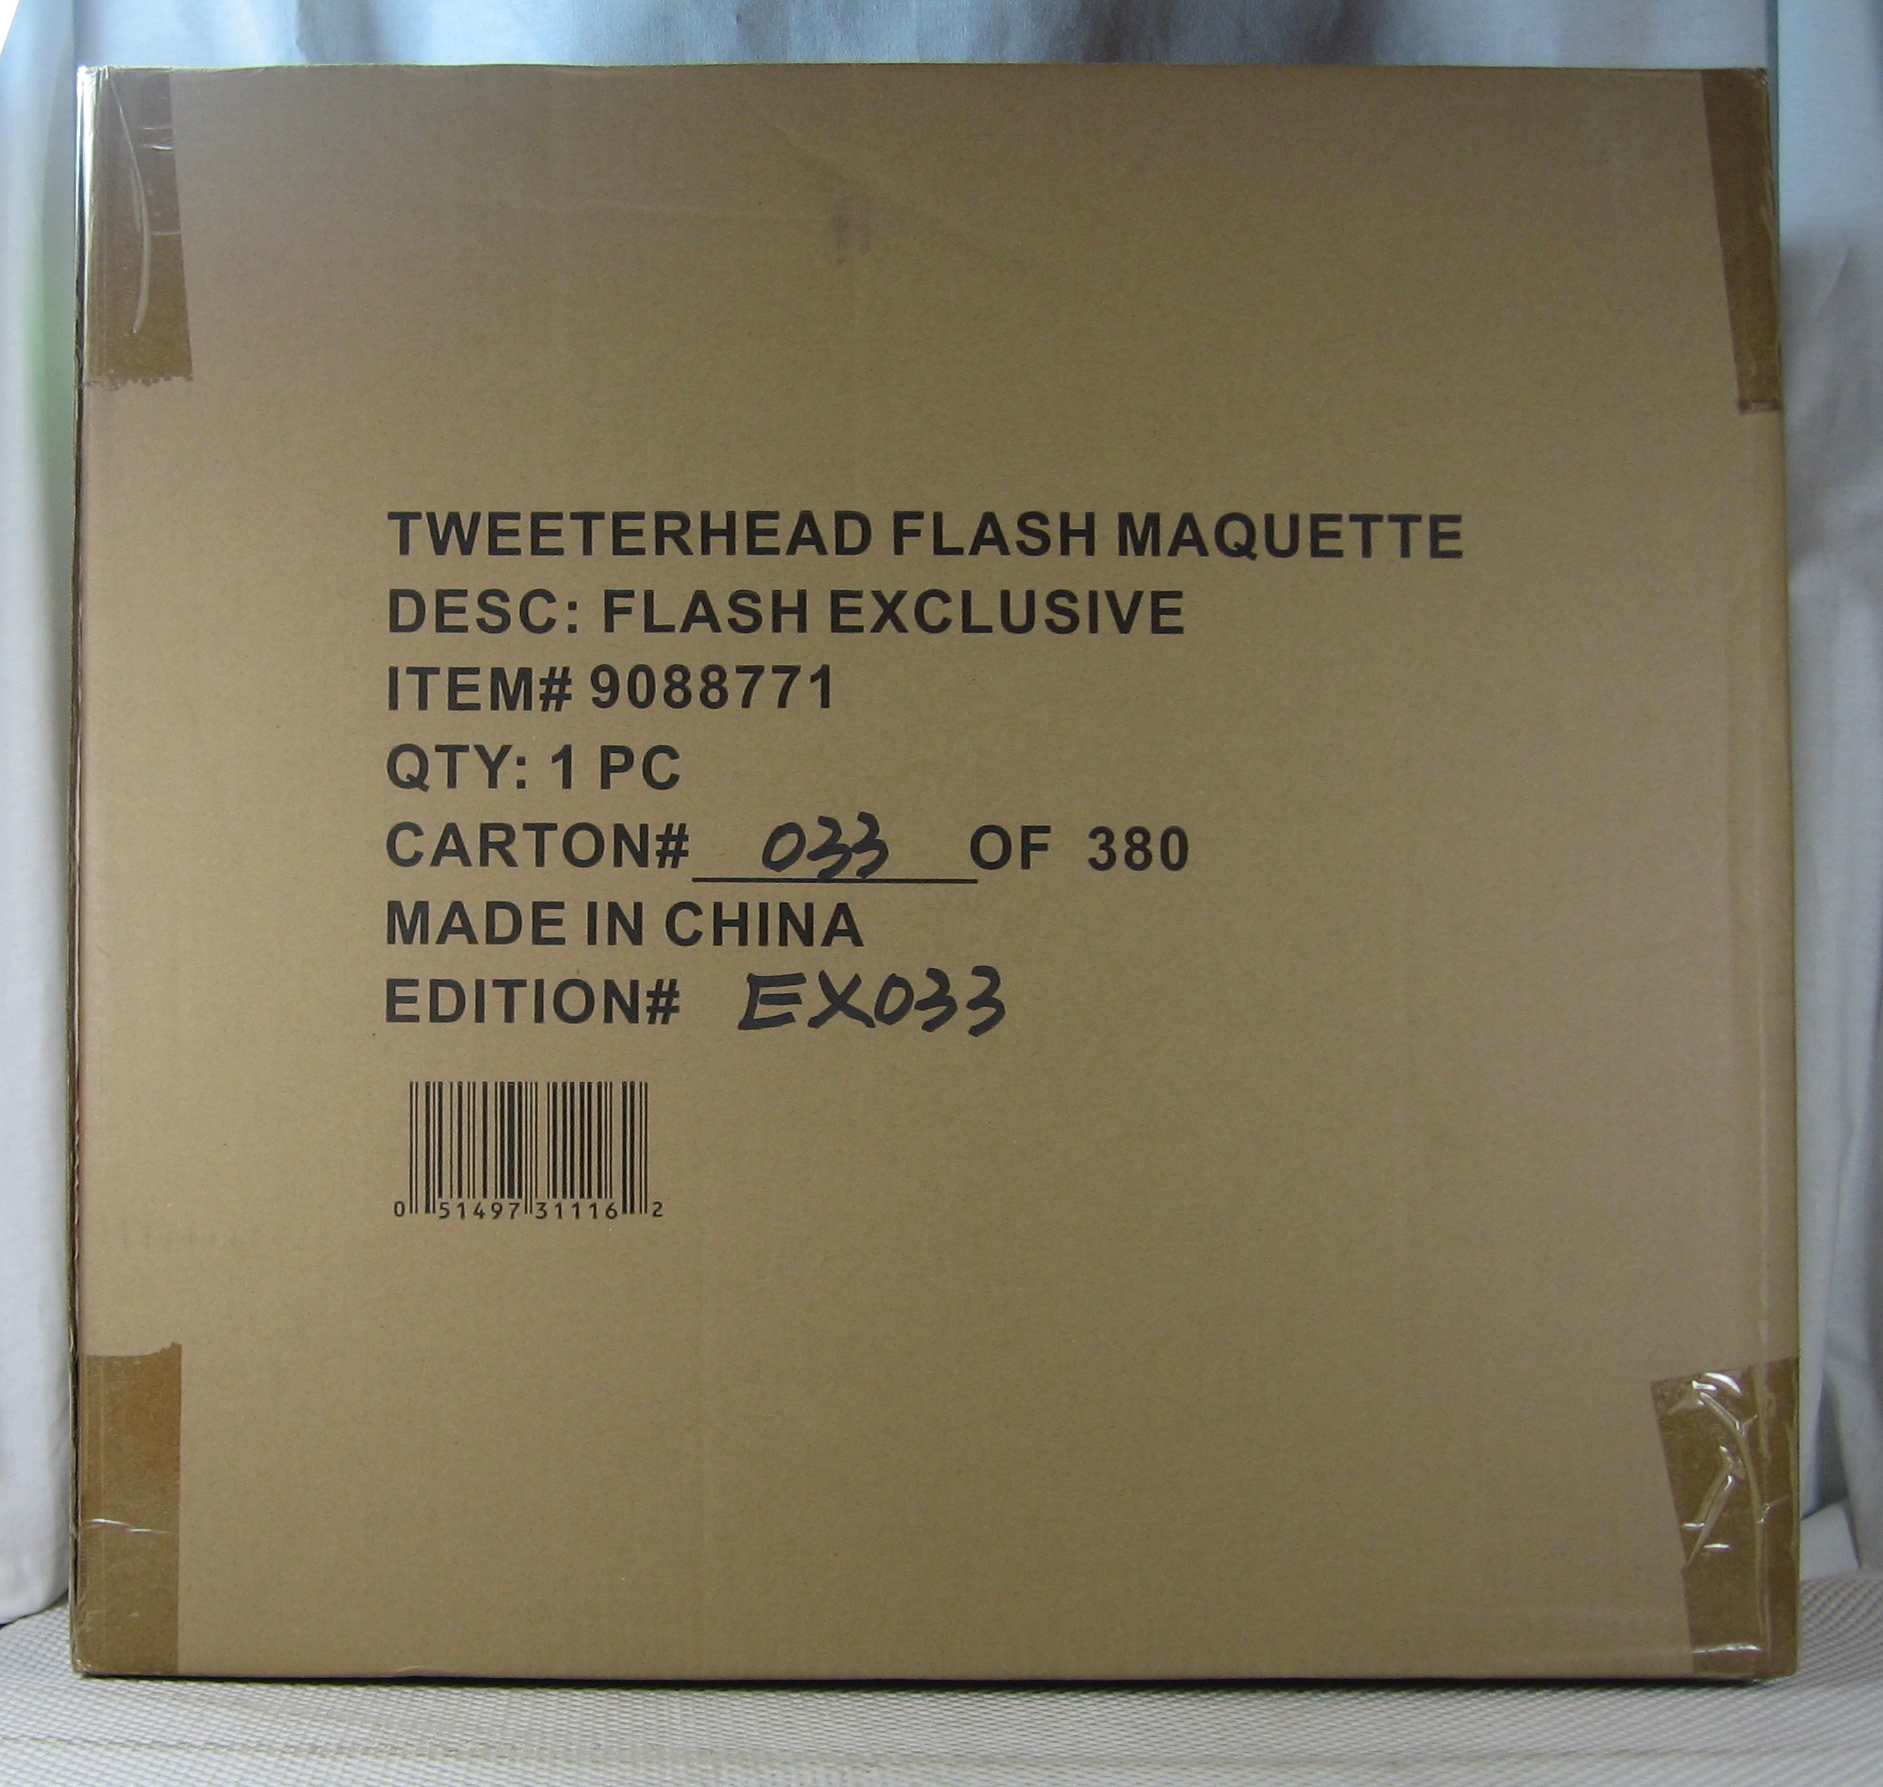 TWEETERHEAD FLASH MAQUETTE
DESC: FLASH EXCLUSIVE
ITEM# 9088771
QTY: 1 PC
CARTON# 033 OF 380
MADE IN CHINA
EDITION# EX033
0 51497 31116 2